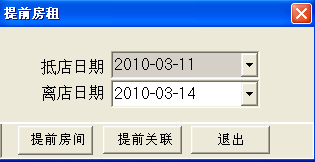 提前房租
抵店日期 2010-03-11
离店日期 2010-03-14
提前房间 提前关联 退出